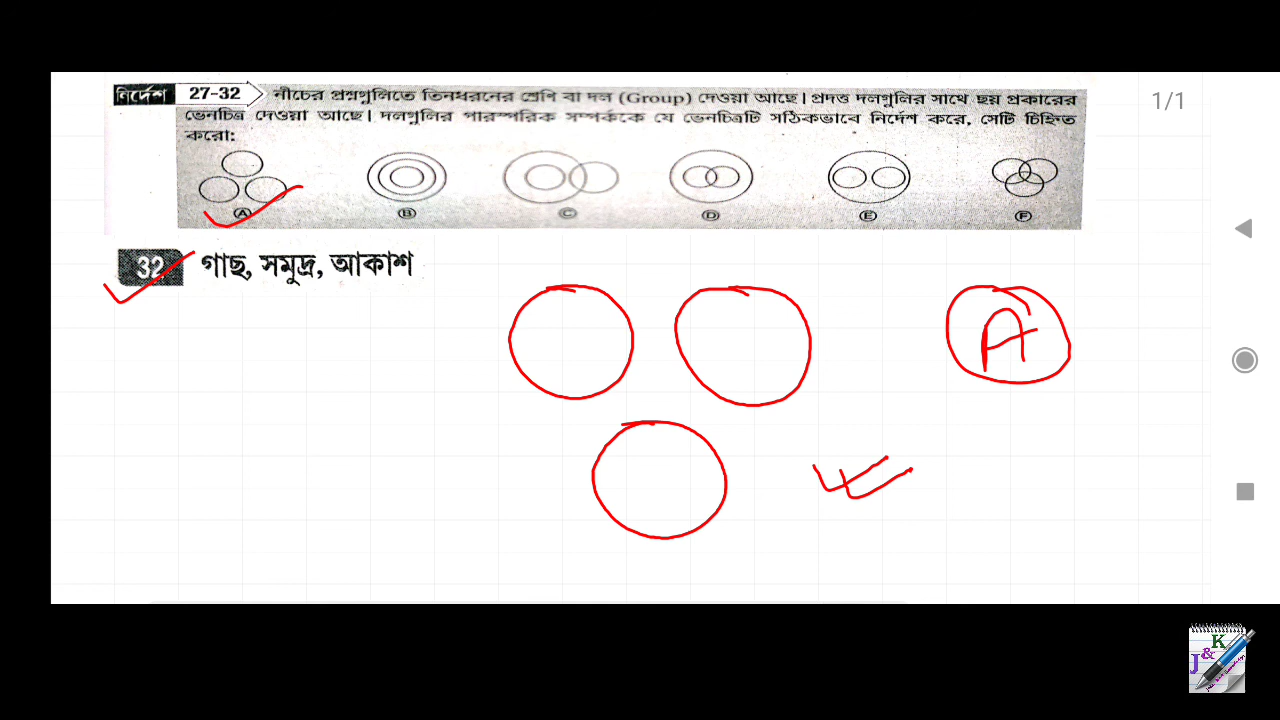 নির্দেশ 27-32 নীচের প্রশ্নগুলিতে তিনধরনের শ্রেণি বা দল (Group) দেওয়া আছে। প্রদত্ত দলগুলির সাথে ছয় প্রকারের
ভেনচিত্র দেওয়া আছে। দলগুলির পারস্পরিক সম্পর্ককে যে ভেনচিত্রটি সঠিকভাবে নির্দেশ করে, সেটি চিহ্নিত
করো:
A B C D E F
32 গাছ, সমুদ্র, আকাশ
A
1/1
J & K